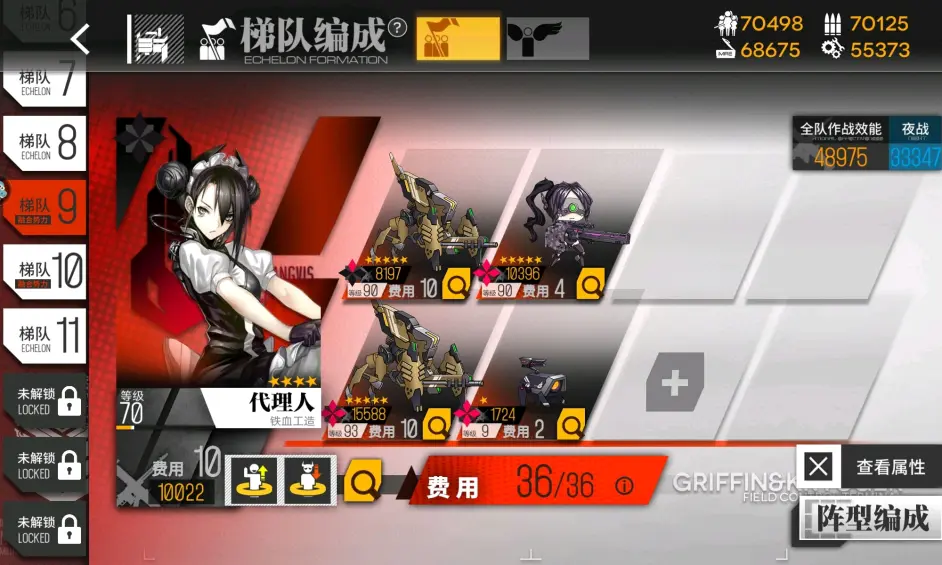 梯队编成 ?
ECHELON FORMATION
70498
70125
68675
55373
6
梯队 7
ECHELON
梯队 8
ECHELON
梯队 9
融合势力
梯队 10
融合势力
梯队 11
ECHELON
未解锁
LOCKED
未解锁
LOCKED
未解锁
LOCKED
全队作战效能
夜战
48975
33347
8197
等级 90 费用 10
10396
等级 90 费用 4
15588
等级 93 费用 10
1724
等级 9 费用 2
等级
70
代理人
铁血工造
费用 10
10022
费用 36/36
GRIFFIN&K
FIELD CO
查看属性
阵型编成